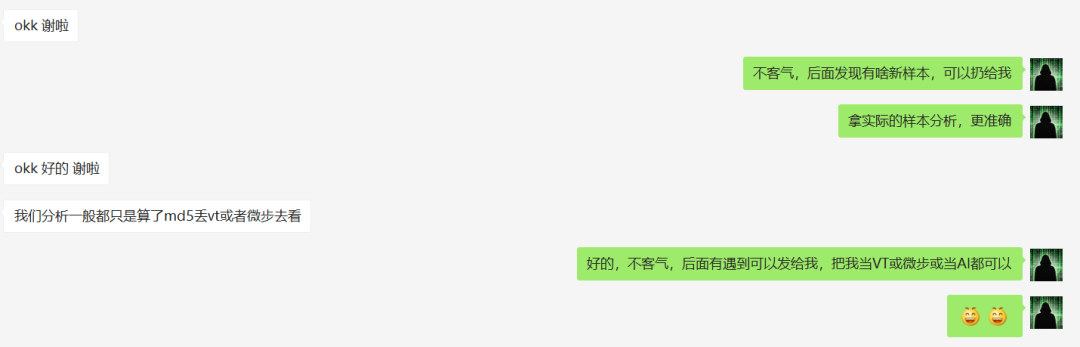 okk 谢啦
不客气，后面发现有啥新样本，可以扔给我
拿实际的样本分析，更准确
okk 好的 谢啦
我们分析一般都只是算了md5丢vt或者微步去看
好的，不客气，后面有遇到可以发给我，把我当VT或微步或当AI都可以